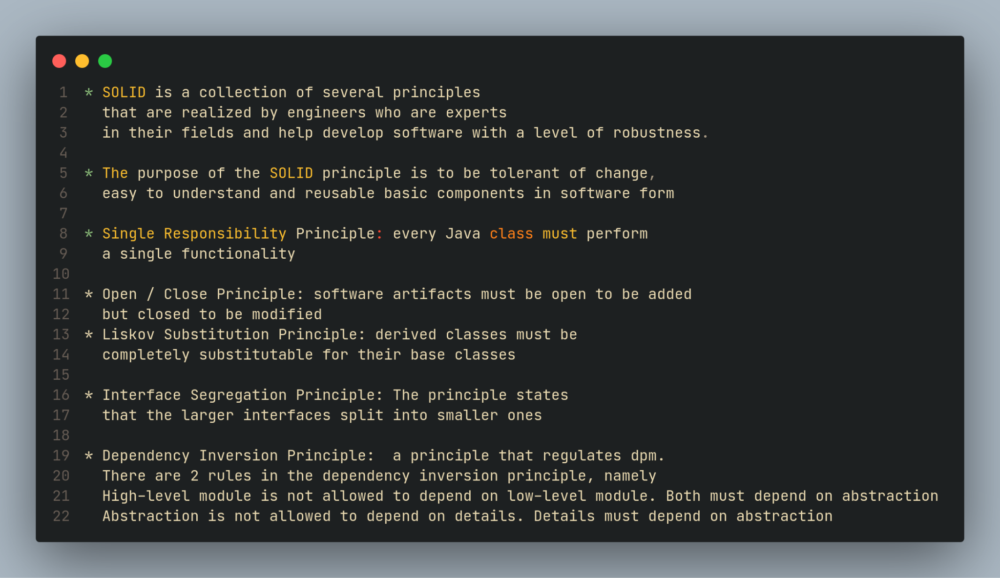 1 * SOLID is a collection of several principles
2 that are realized by engineers who are experts
3 in their fields and help develop software with a level of robustness.
4
5 * The purpose of the SOLID principle is to be tolerant of change,
6 easy to understand and reusable basic components in software form
7
8 * Single Responsibility Principle: every Java class must perform
9 a single functionality
10
11 * Open / Close Principle: software artifacts must be open to be added
12 but closed to be modified
13 * Liskov Substitution Principle: derived classes must be
14 completely substitutable for their base classes
15
16 * Interface Segregation Principle: The principle states
17 that the larger interfaces split into smaller ones
18
19 * Dependency Inversion Principle:  a principle that regulates dpm.
20 There are 2 rules in the dependency inversion principle, namely
21 High-level module is not allowed to depend on low-level module. Both must depend on abstraction
22 Abstraction is not allowed to depend on details. Details must depend on abstraction